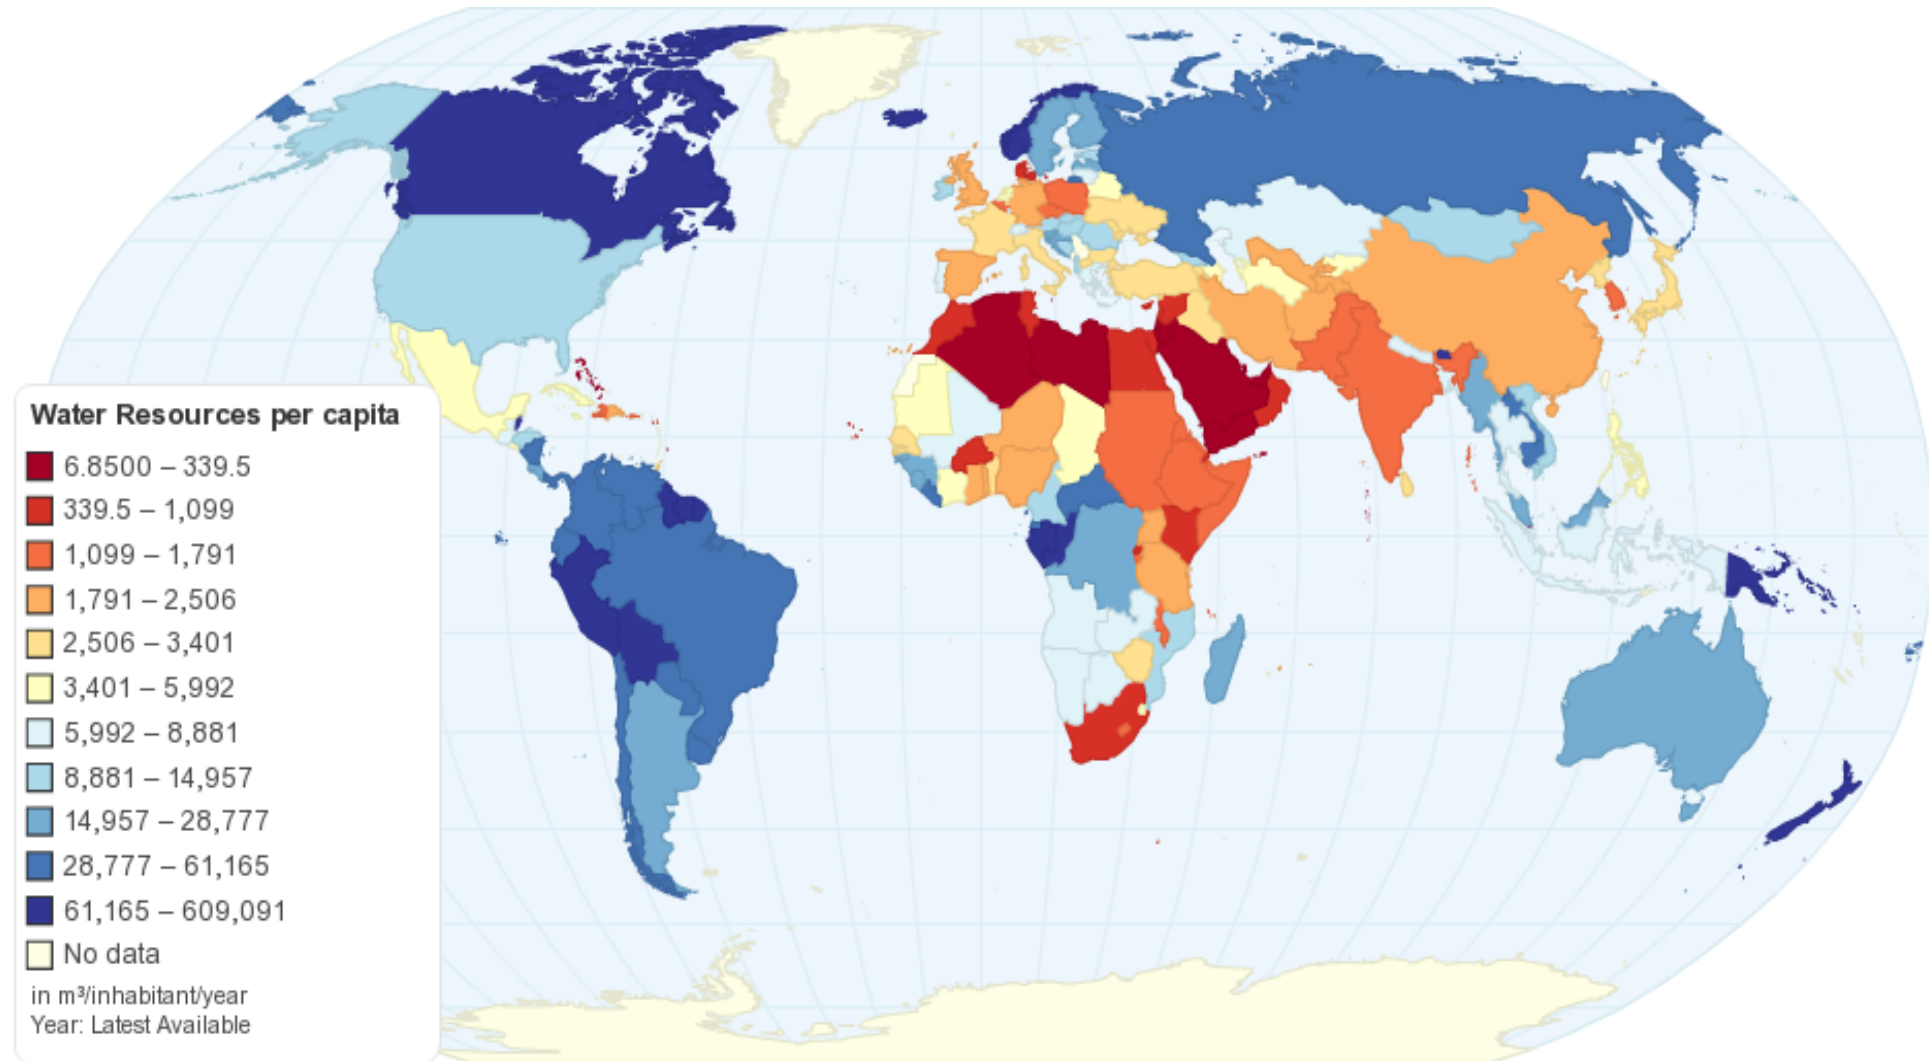 Water Resources per capita
6.8500 – 339.5
339.5 – 1,099
1,099 – 1,791
1,791 – 2,506
2,506 – 3,401
3,401 – 5,992
5,992 – 8,881
8,881 – 14,957
14,957 – 28,777
28,777 – 61,165
61,165 – 609,091
No data
in m³/inhabitant/year
Year: Latest Available